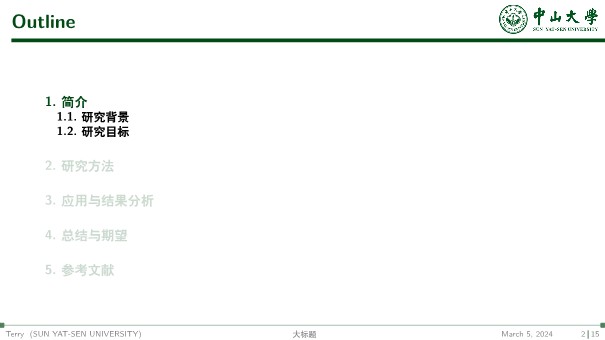 Outline
中山大學
SUN YAT-SEN UNIVERSITY
1. 简介
1.1. 研究背景
1.2. 研究目标
2. 研究方法
3. 应用与结果分析
4. 总结与期望
5. 参考文献
Terry (SUN YAT-SEN UNIVERSITY) 大标题 March 5, 2024 2 | 15